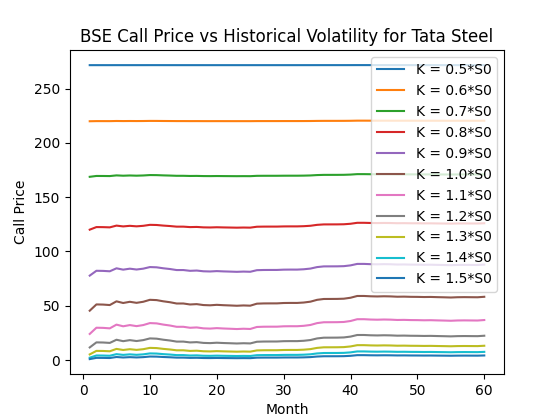 BSE Call Price vs Historical Volatility for Tata Steel
Call Price
250
200
150
100
50
0
K = 0.5*S0
K = 0.6*S0
K = 0.7*S0
K = 0.8*S0
K = 0.9*S0
K = 1.0*S0
K = 1.1*S0
K = 1.2*S0
K = 1.3*S0
K = 1.4*S0
K = 1.5*S0
0 10 20 30 40 50 60
Month